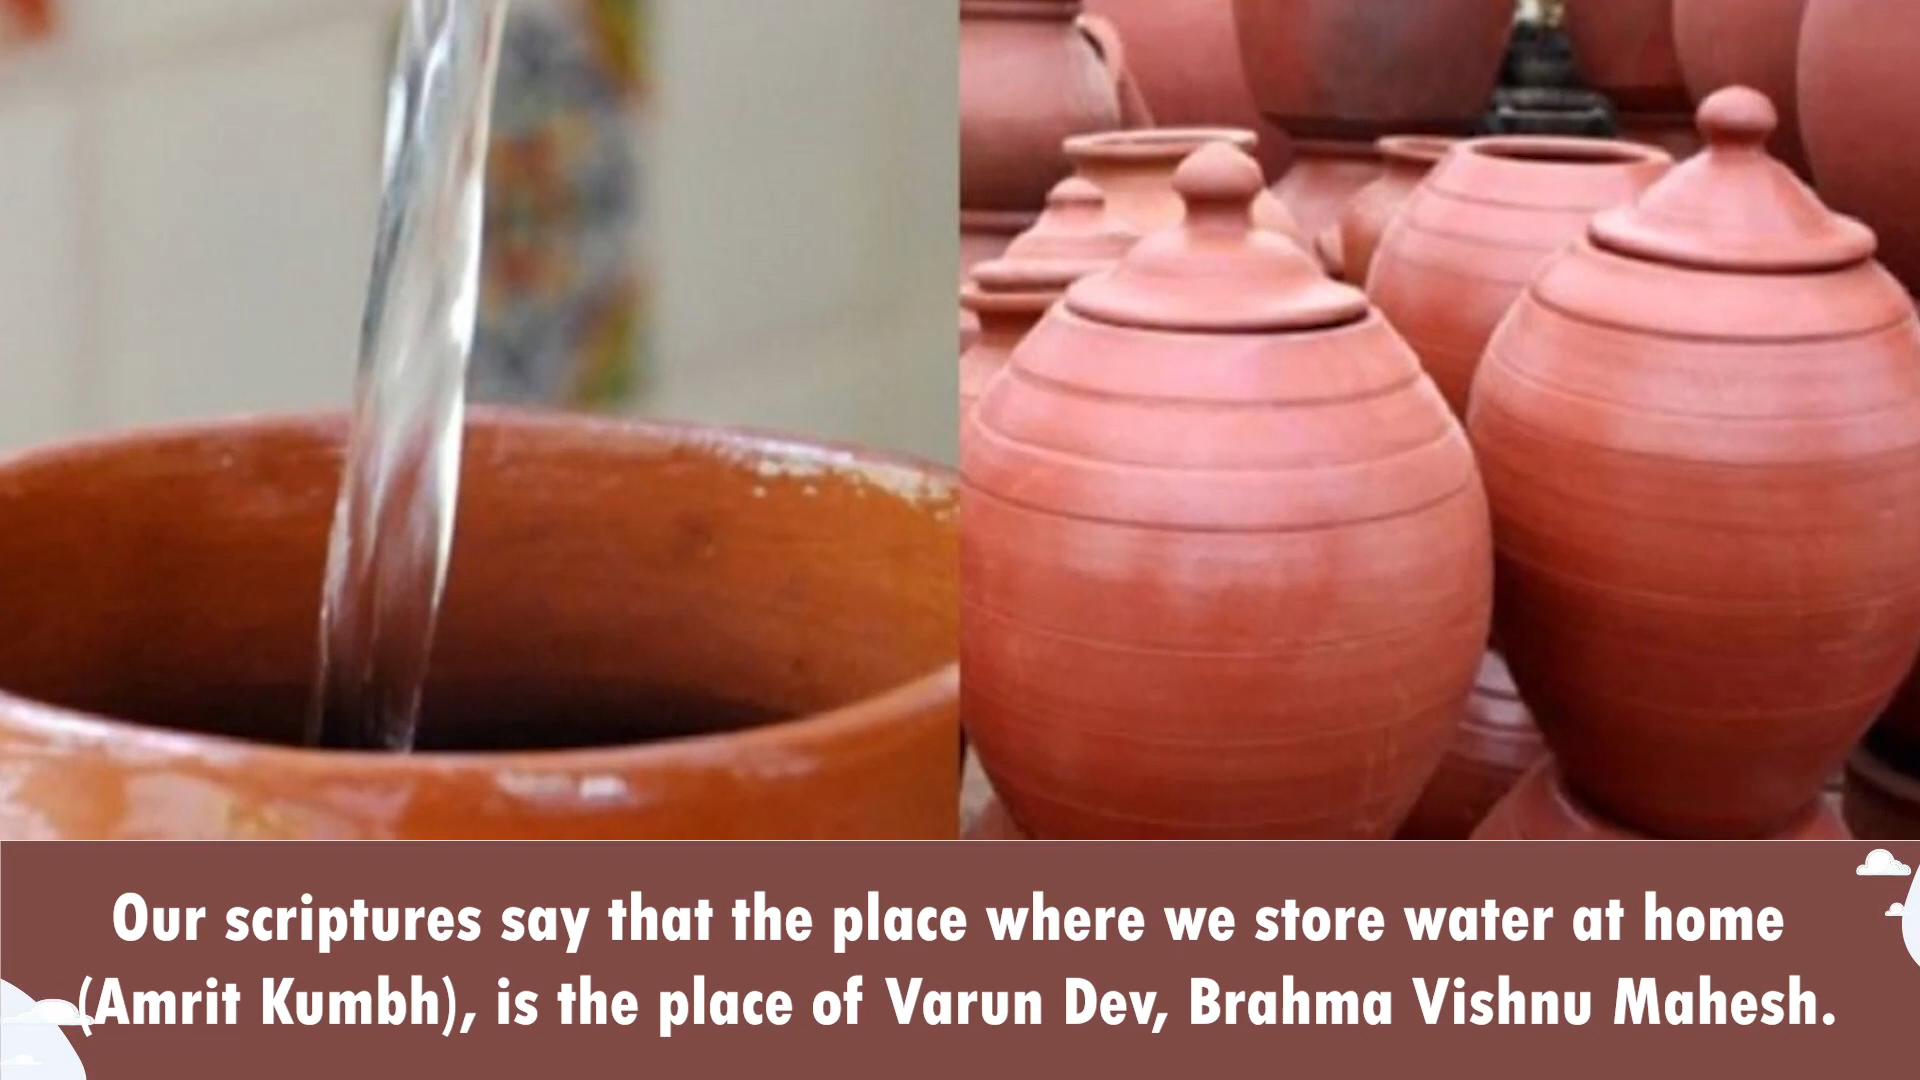 Our scriptures say that the place where we store water at home
(Amrit Kumbh), is the place of Varun Dev, Brahma Vishnu Mahesh.